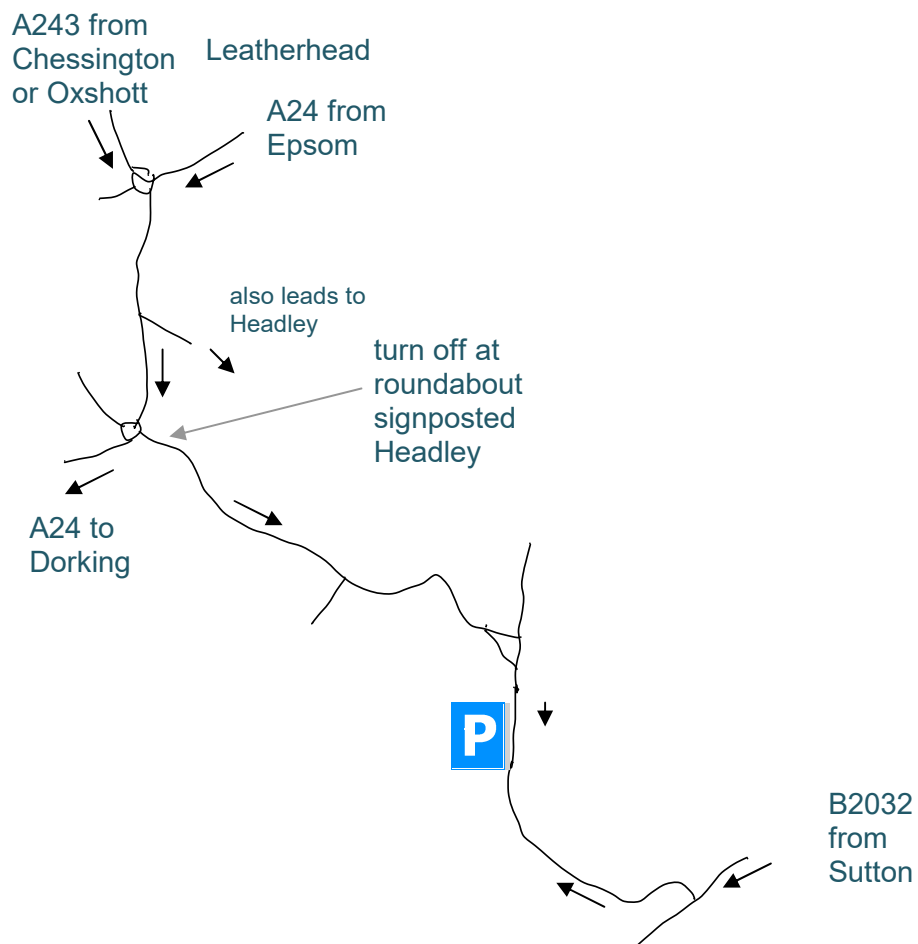 A243 from
Chessington
or Oxshott
Leatherhead
A24 from
Epsom
also leads to
Headley
turn off at
roundabout
signposted
Headley
A24 to
Dorking
P
B2032
from
Sutton